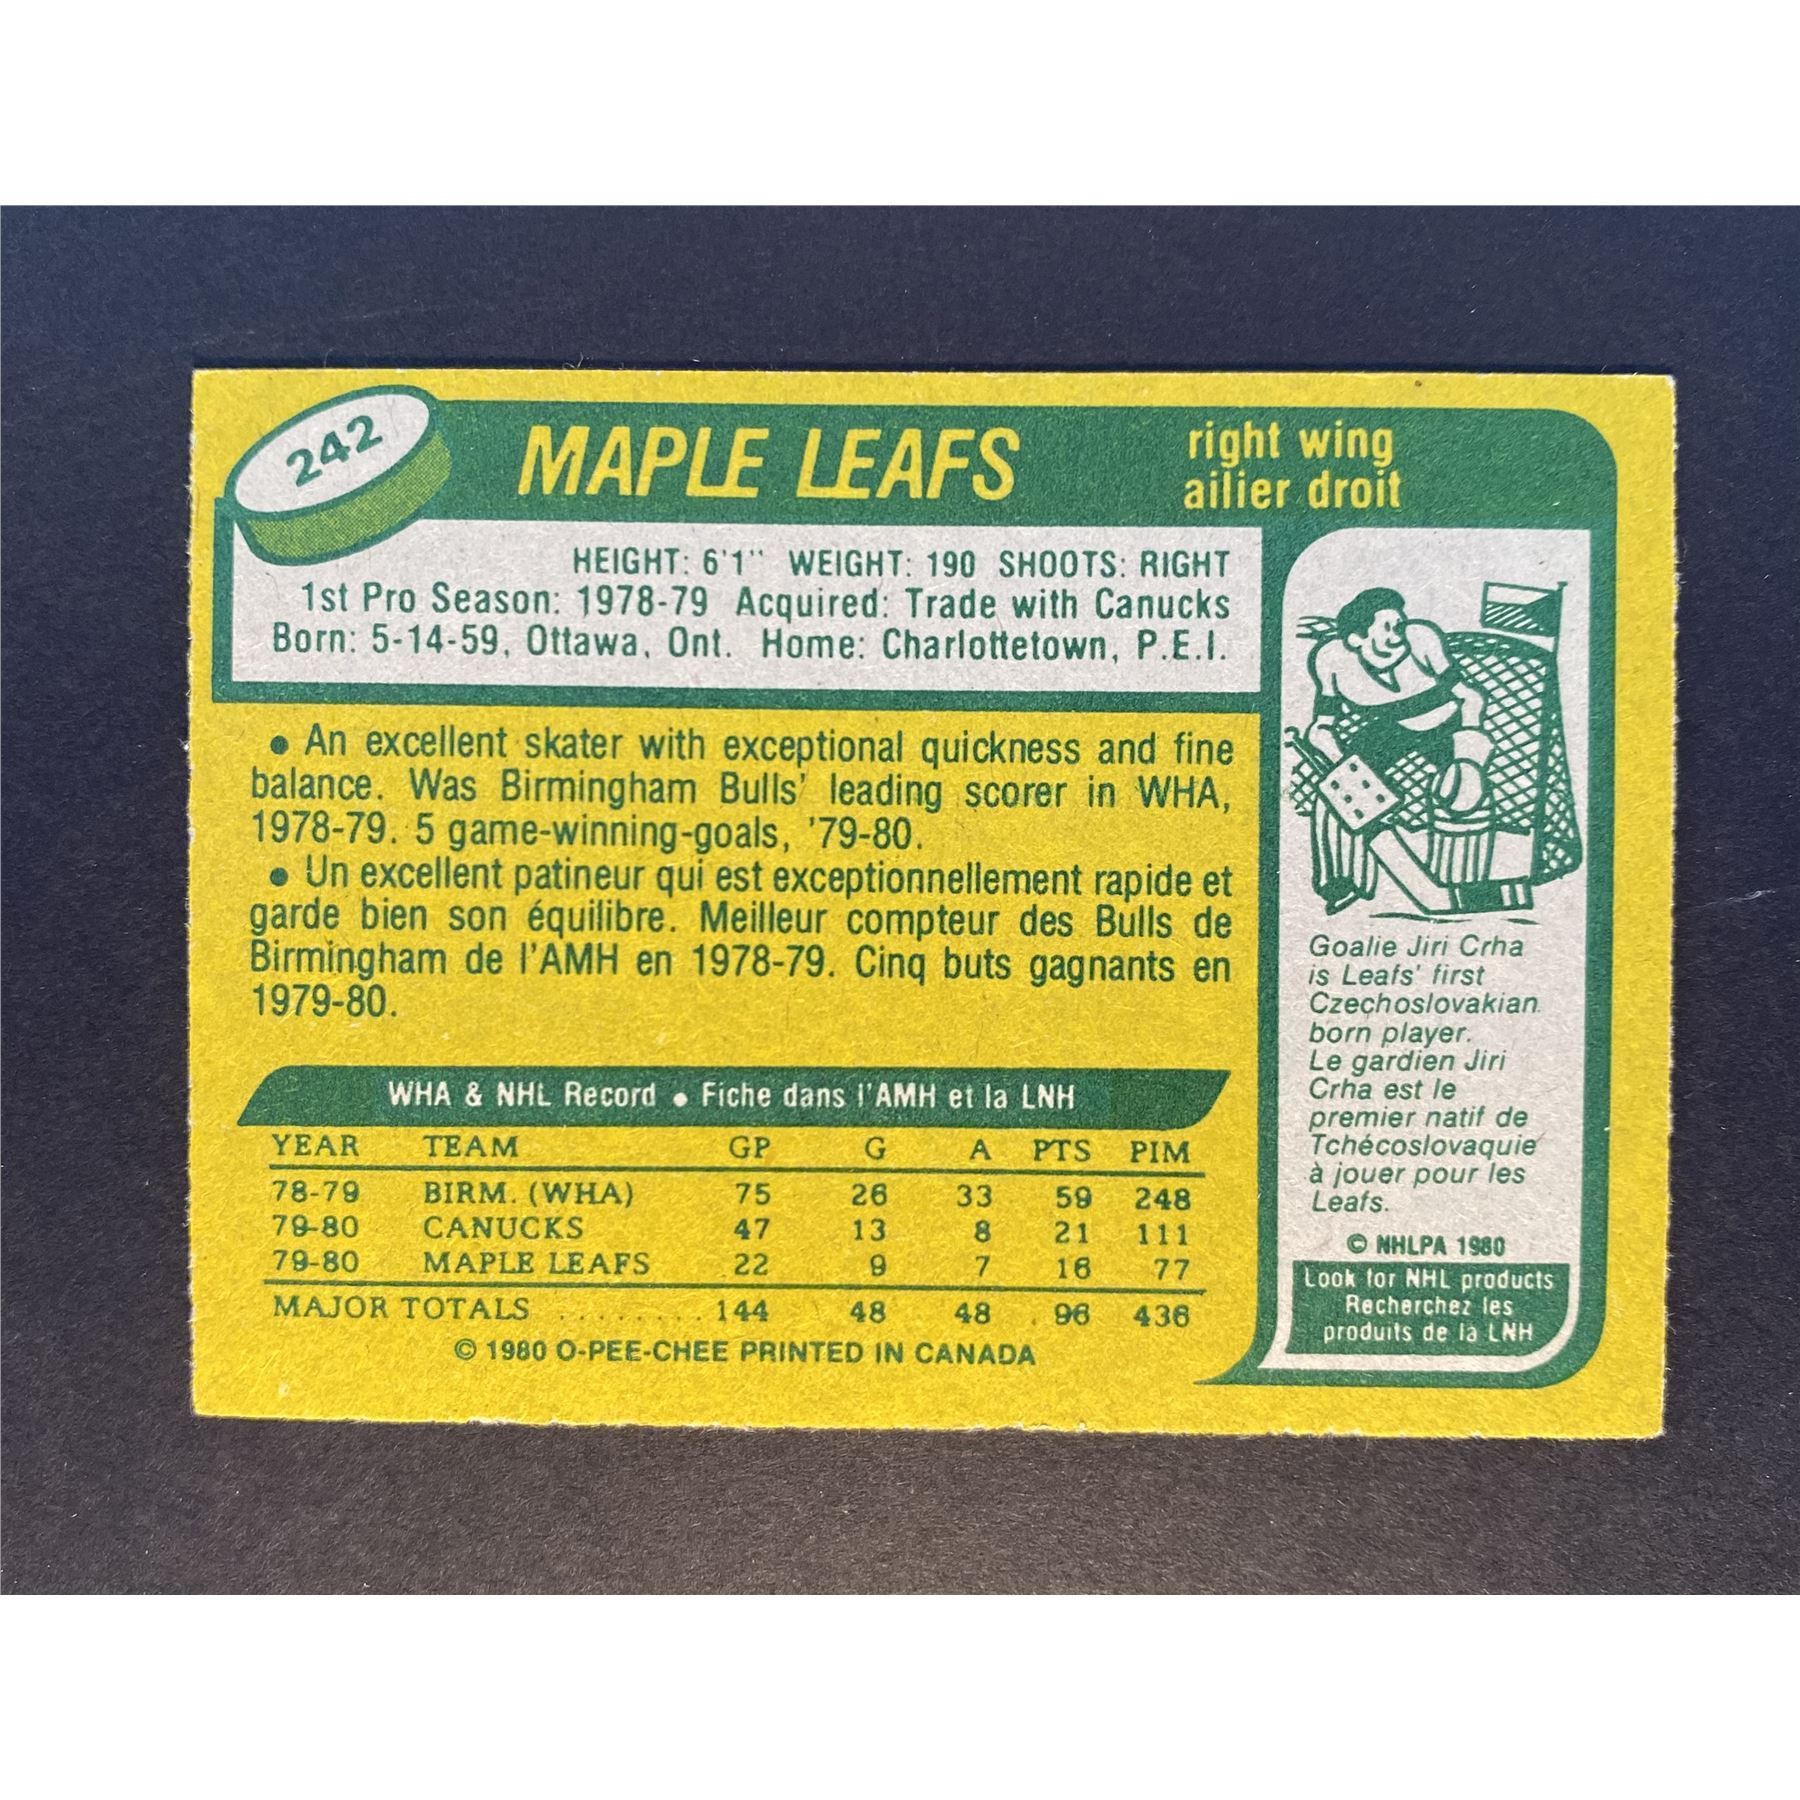 242
MAPLE LEAFS
right wing
ailier droit
HEIGHT: 6'1" WEIGHT: 190 SHOOTS: RIGHT
1st Pro Season: 1978-79 Acquired: Trade with Canucks
Born: 5-14-59, Ottawa, Ont. Home: Charlottetown, P.E.I.
• An excellent skater with exceptional quickness and fine
balance. Was Birmingham Bulls' leading scorer in WHA,
1978-79. 5 game-winning-goals, '79-80.
• Un excellent patineur qui est exceptionnellement rapide et
garde bien son équilibre. Meilleur compteur des Bulls de
Birmingham de l'AMH en 1978-79. Cinq buts gagnants en
1979-80.
WHA & NHL Record • Fiche dans l'AMH et la LNH
YEAR TEAM GP G A PTS PIM
78-79 BIRM. (WHA) 75 26 33 59 248
79-80 CANUCKS 47 13 8 21 111
79-80 MAPLE LEAFS 22 9 7 16 77
MAJOR TOTALS ......... 144 48 48 96 436
© 1980 O-PEE-CHEE PRINTED IN CANADA
Goalie Jiri Crha
is Leafs' first
Czechoslovakian
born player.
Le gardien Jiri
Crha est le
premier natif de
Tchécoslovaquie
à jouer pour les
Leafs.
© NHLPA 1980
Look for NHL products
Recherchez les
produits de la LNH